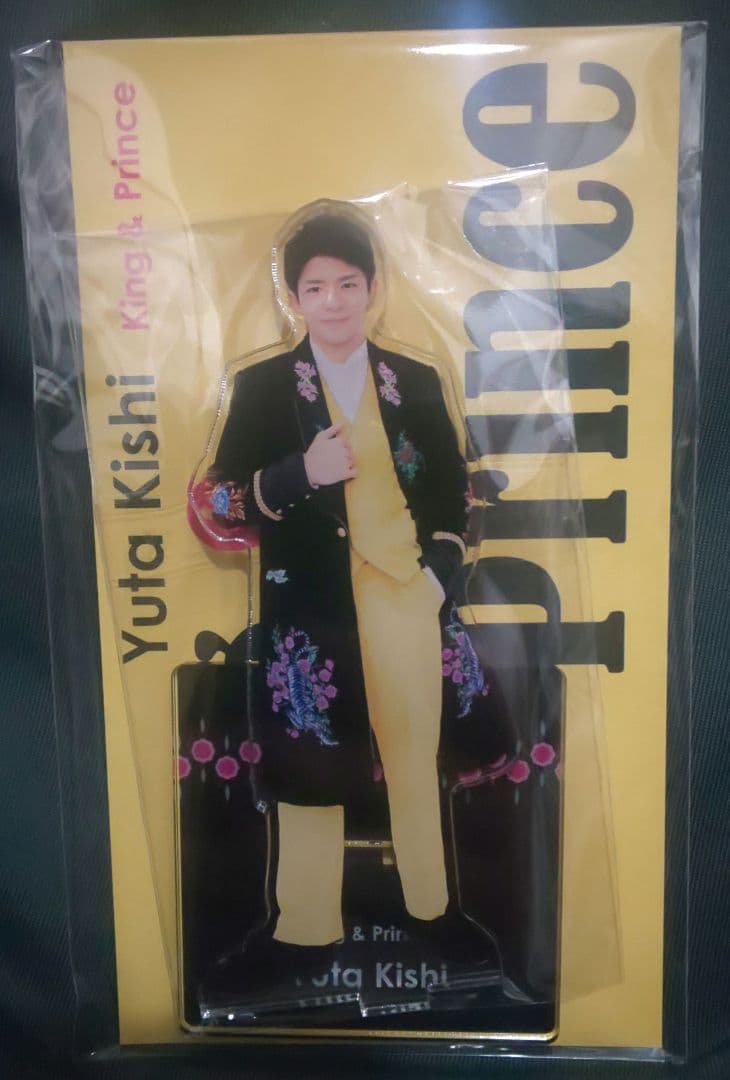 Yuta Kishi
King & Prince
prince
& Prin
uta Kishi